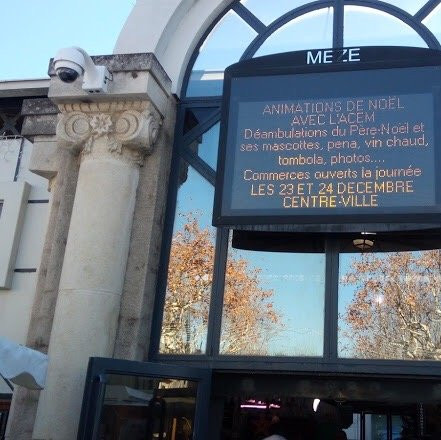 MEZE
ANIMATIONS DE NOEL
AVEC L'ACEM
Déambulations du Père-Noël et
ses mascottes, pena, vin chaud,
tombola, photos....
Commerces ouverts la journée
LES 23 ET 24 DECEMBRE
CENTRE-VILLE